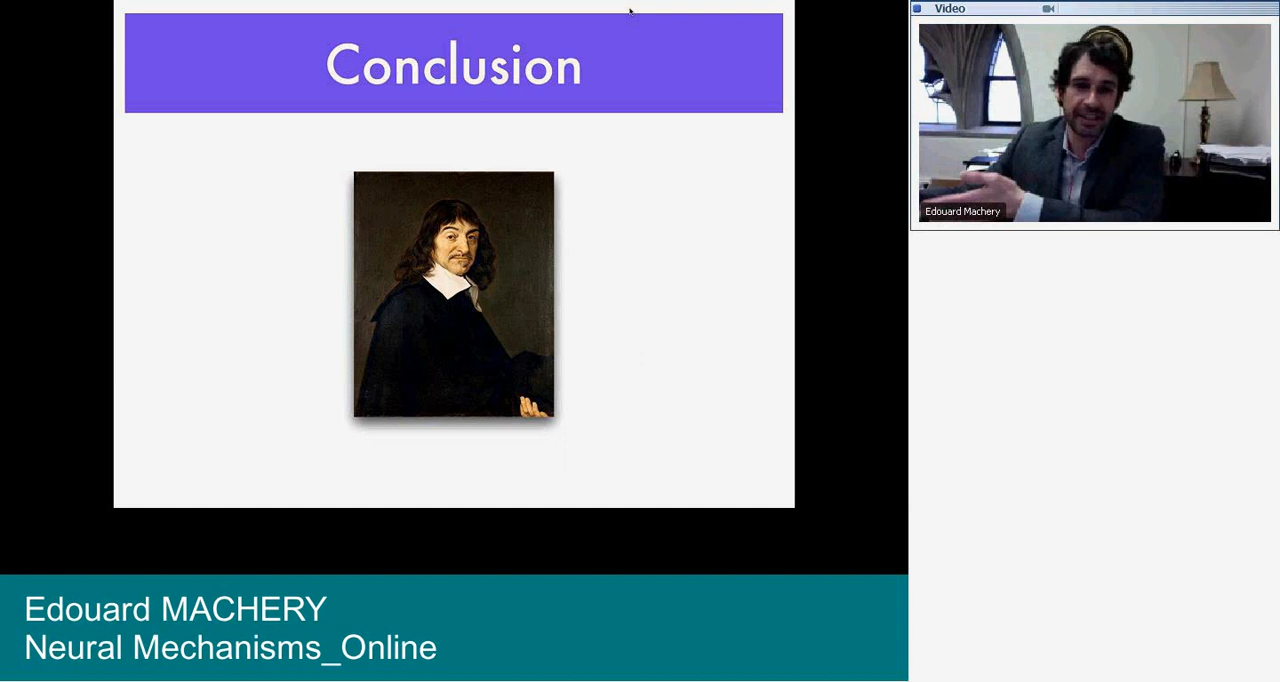 Conclusion
Video
Edouard Machery
Edouard MACHERY
Neural Mechanisms_Online